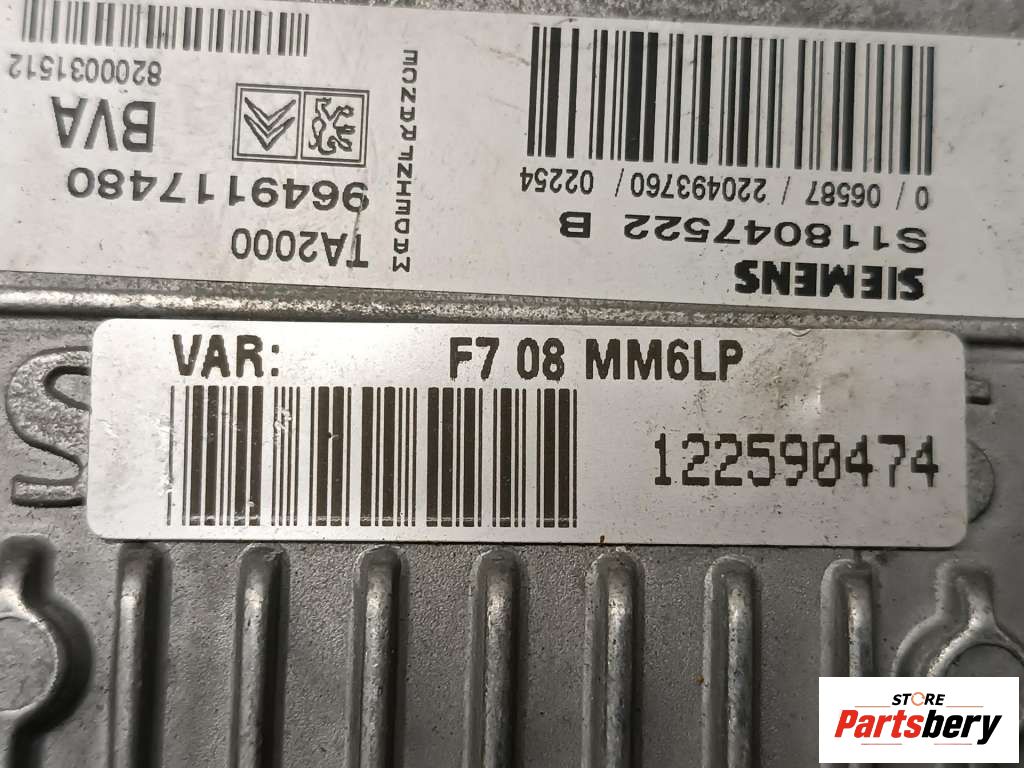 SIEMENS
S118047522 B
0 / 06587 / 220493760 / 02254
TA2000
9649117480
BVA
8200031512
VAR: F7 08 MM6LP
122590474
STORE
Partsbery